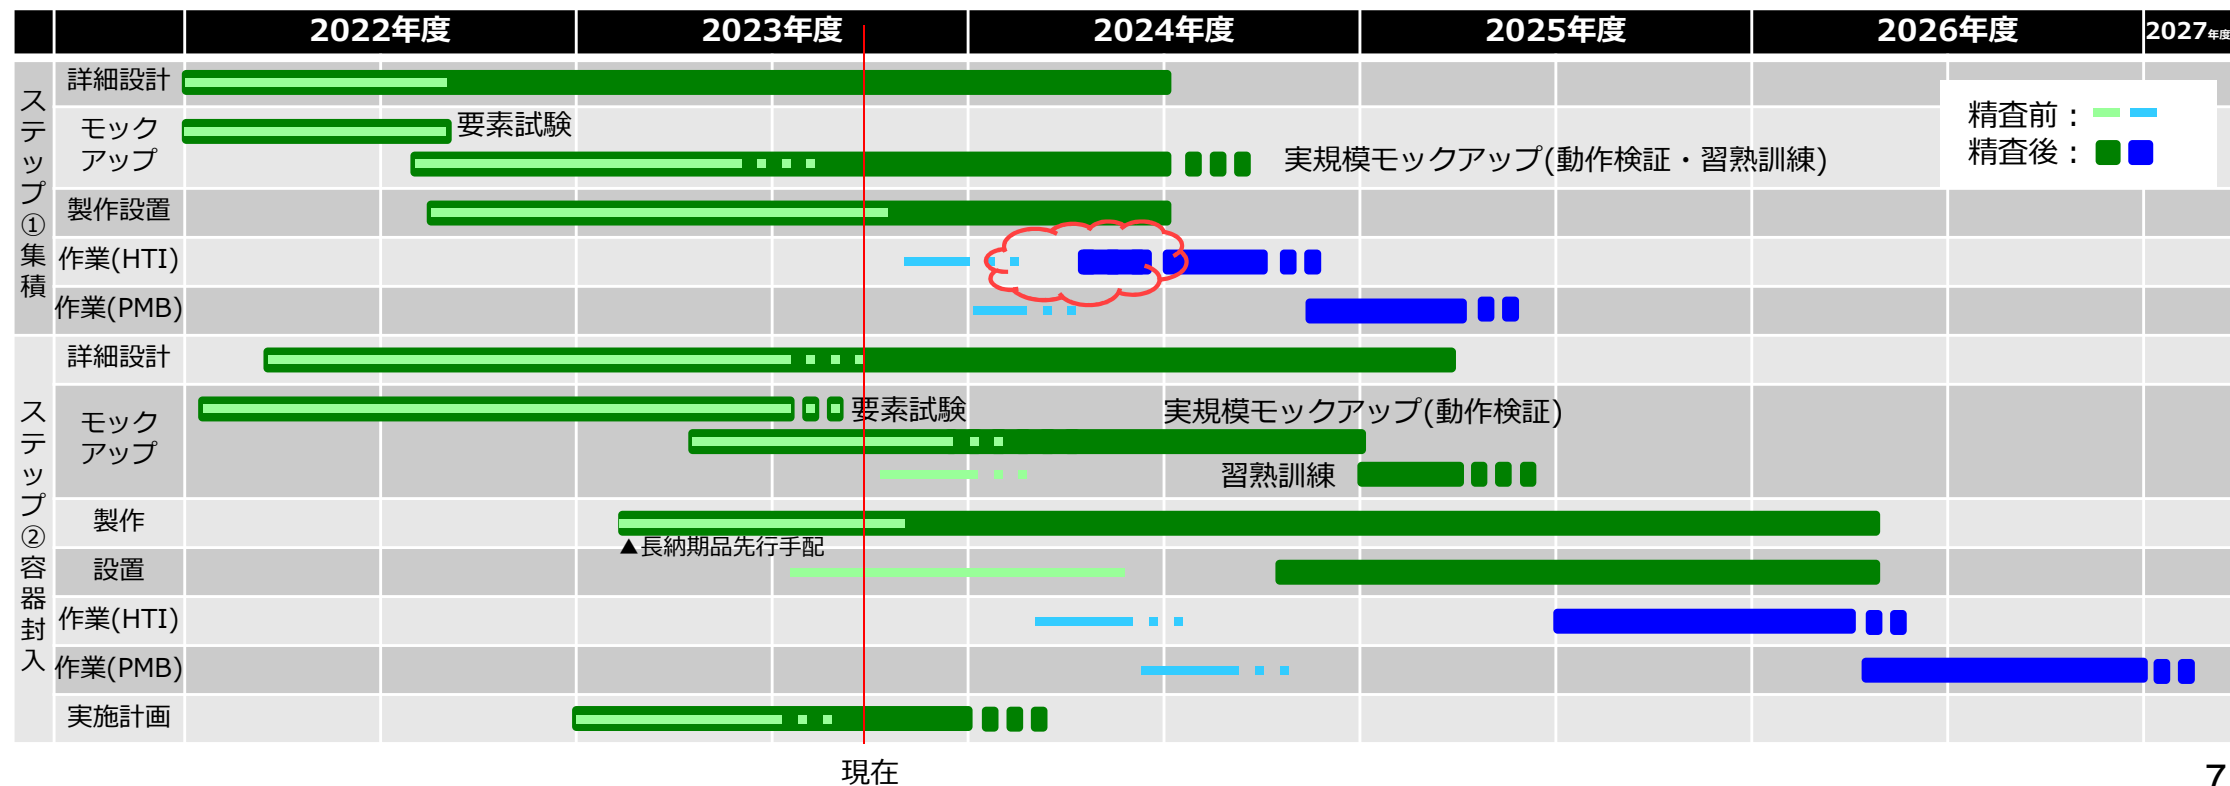 2022年度
2023年度
2024年度
2025年度
2026年度
2027年度
ステップ①集積
詳細設計
モック
アップ
要素試験
実規模モックアップ(動作検証・習熟訓練)
製作設置
作業(HTI)
作業(PMB)
精査前：
精査後：
ステップ②容器封入
詳細設計
モック
アップ
要素試験
実規模モックアップ(動作検証)
習熟訓練
製作
▲長納期品先行手配
設置
作業(HTI)
作業(PMB)
実施計画
現在
7